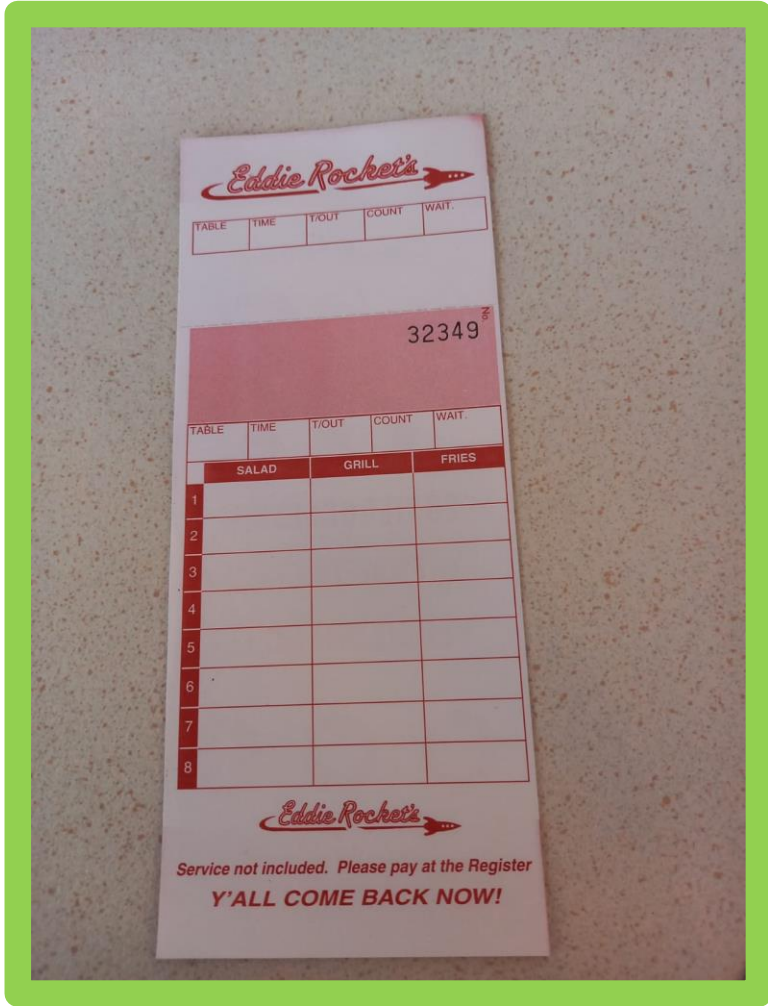 Eddie Rocket's
TABLE TIME T/OUT COUNT WAIT.
No
32349
TABLE TIME T/OUT COUNT WAIT.
SALAD GRILL FRIES
1
2
3
4
5
6
7
8
Eddie Rocket's
Service not included. Please pay at the Register
Y'ALL COME BACK NOW!